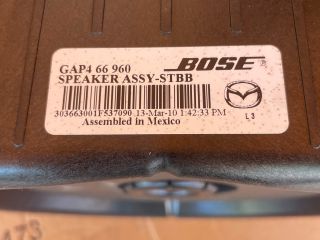 GAP4 66 960
BOSE®
SPEAKER ASSY-STBB
303663001F537090 13-Mar-10 1:42:33 PM
Assembled in Mexico
L3